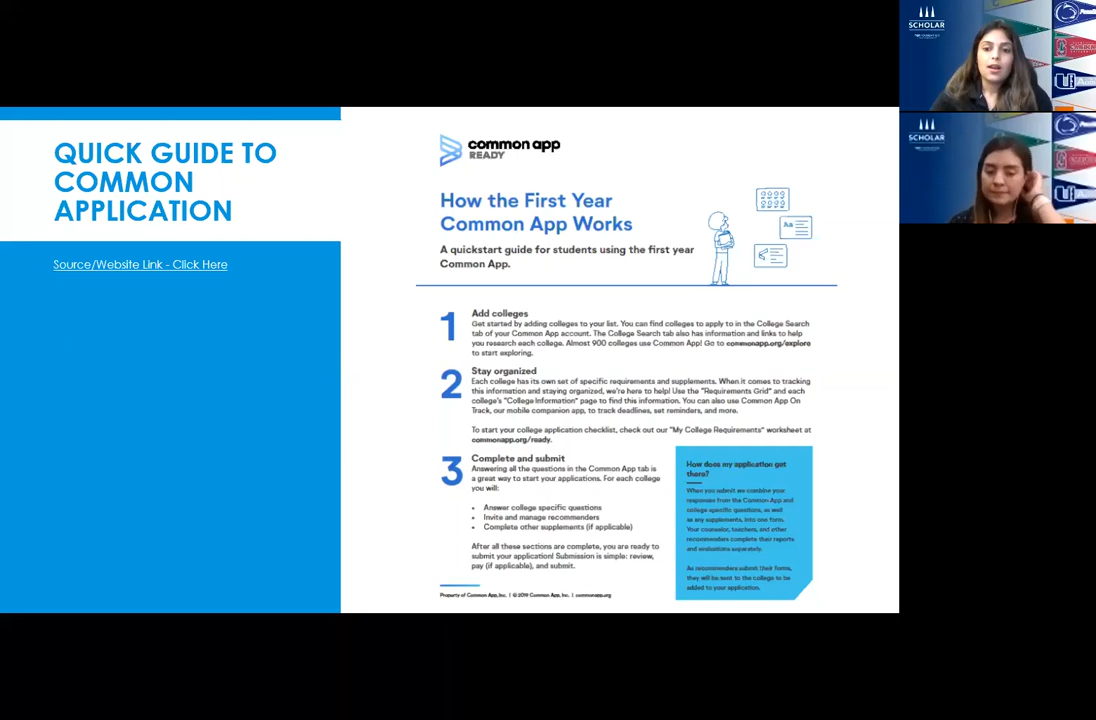 QUICK GUIDE TO
COMMON
APPLICATION
Source/Website Link - Click Here
common app
READY
How the First Year
Common App Works
A quickstart guide for students using the first year
Common App.
Aa
1
Add colleges
Get started by adding colleges to your list. You can find colleges to apply to in the College Search
tab of your Common App account. The College Search tab also has information and links to help
you research each college. Almost 900 colleges use Common App! Go to commonapp.org/explore
to start exploring.
2
Stay organized
Each college has its own set of specific requirements and supplements. When it comes to tracking
this information and staying organized, we're here to help! Use the "Requirements Grid" and each
college's "College Information" page to find this information. You can also use Common App On
Track, our mobile companion app, to track deadlines, set reminders, and more.
To start your college application checklist, check out our "My College Requirements" worksheet at
commonapp.org/ready.
3
Complete and submit
Answering all the questions in the Common App tab is
a great way to start your applications. For each college
you will:
• Answer college specific questions
• Invite and manage recommenders
• Complete other supplements (if applicable)
After all these sections are complete, you are ready to
submit your application! Submission is simple: review,
pay (if applicable), and submit.
How does my application get
there?
When you submit we combine your
responses from the Common App and
college specific questions, as well
as any supplements, into one form.
Your counselor, teachers, and other
recommenders complete their reports
and evaluations separately.
As recommenders submit their forms,
they will be sent to the college to be
added to your application.
Property of Common App, Inc. | © 2019 Common App, Inc. | commonapp.org
SCHOLAR
SCHOLAR